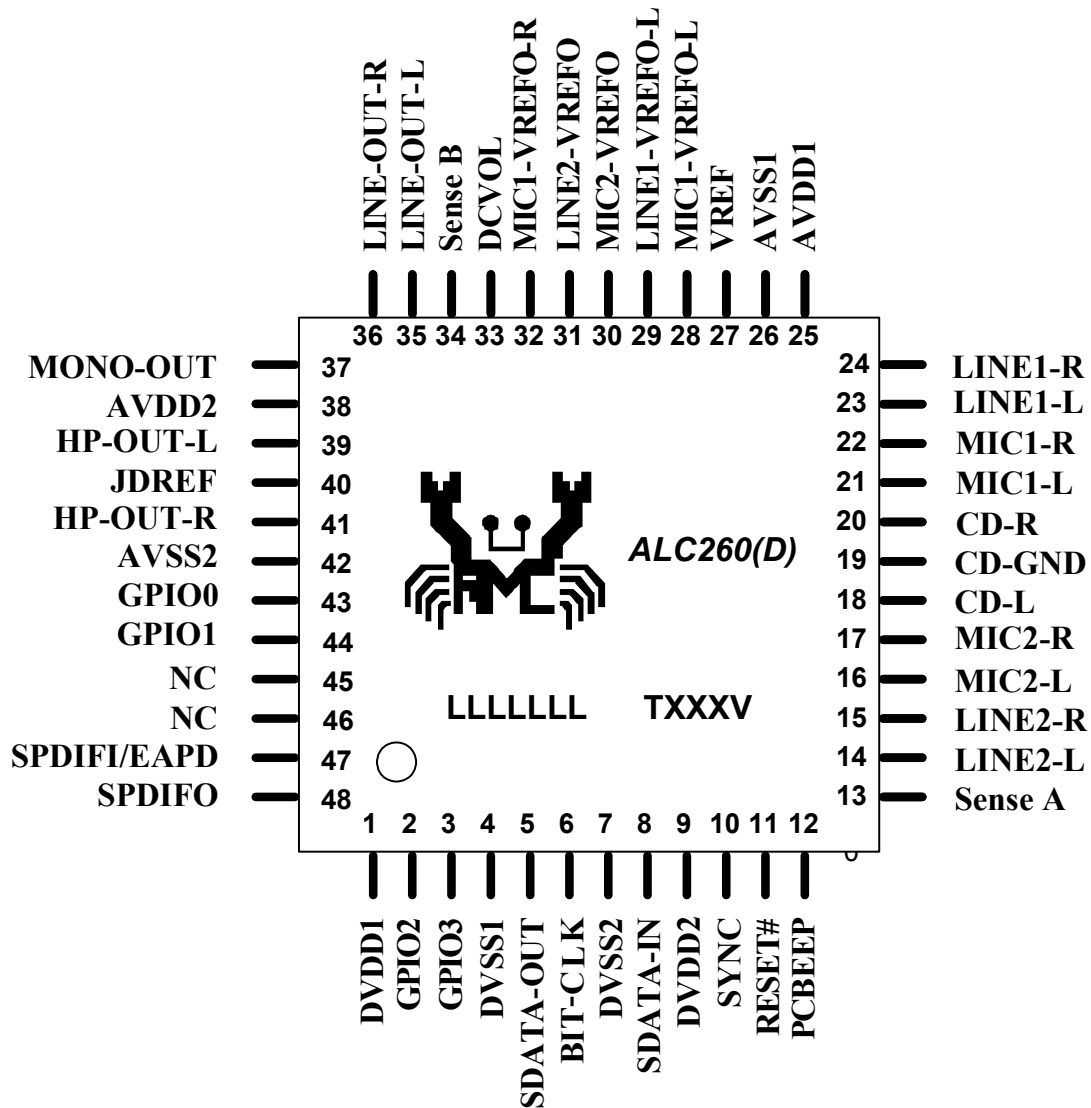 LINE-OUT-R
LINE-OUT-L
Sense B
DCVOL
MIC1-VREFO-R
LINE2-VREFO
MIC2-VREFO
LINE1-VREFO-L
MIC1-VREFO-L
VREF
AVSS1
AVDD1
36 35 34 33 32 31 30 29 28 27 26 25
MONO-OUT 37
AVDD2 38
HP-OUT-L 39
JDREF 40
HP-OUT-R 41
AVSS2 42
GPIO0 43
GPIO1 44
NC 45
NC 46
SPDIFI/EAPD 47
SPDIFO 48
ALC260(D)
LLLLLLL TXXXV
24 LINE1-R
23 LINE1-L
22 MIC1-R
21 MIC1-L
20 CD-R
19 CD-GND
18 CD-L
17 MIC2-R
16 MIC2-L
15 LINE2-R
14 LINE2-L
13 Sense A
1 2 3 4 5 6 7 8 9 10 11 12
DVDD1
GPIO2
GPIO3
DVSS1
SDATA-OUT
BIT-CLK
DVSS2
SDATA-IN
DVDD2
SYNC
RESET#
PCBEEP